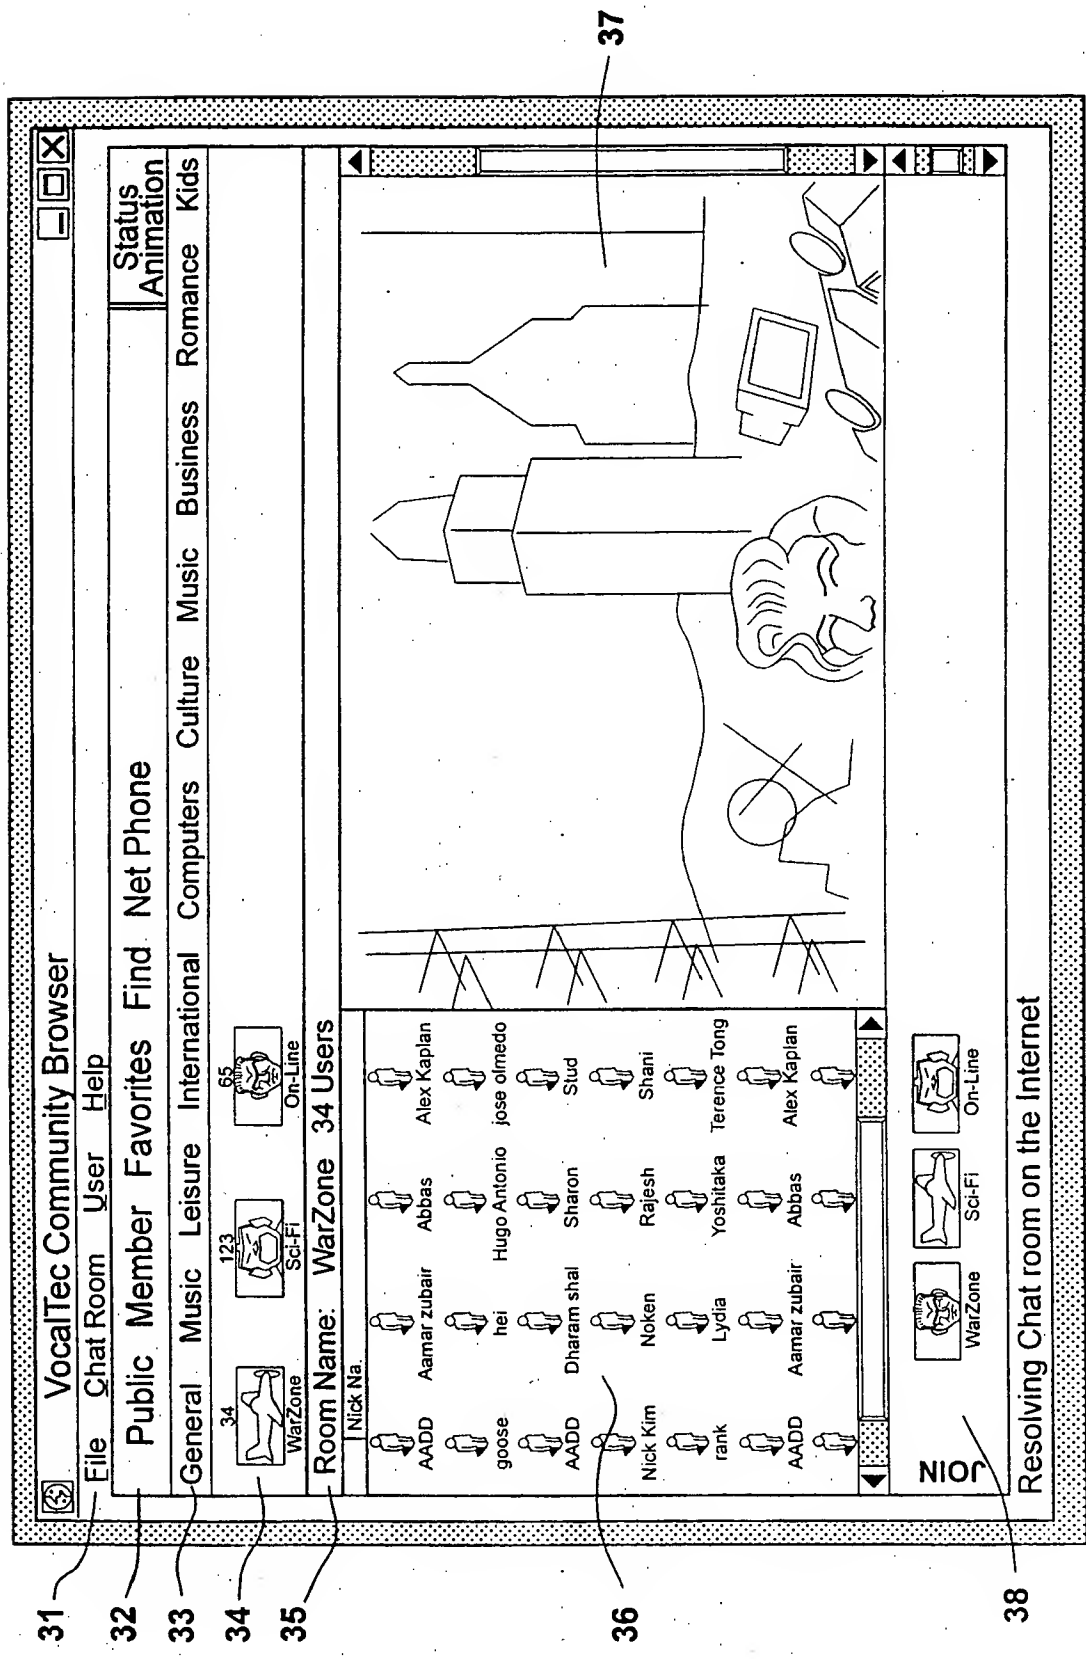 VocalTec Community Browser
31
File Chat Room User Help
32
Public Member Favorites Find Net Phone
Status
Animation
33
General Music Leisure International Computers Culture Music Business Romance Kids
34
34 123 65
WarZone Sci-Fi On-Line
35
Room Name: WarZone 34 Users
Nick Na.
AADD Aamar zubair Abbas Alex Kaplan
goose hei Hugo Antonio jose olmedo
AADD Dharam shal Sharon Stud
Nick Kim Noken Rajesh Shani
rank Lydia Yoshitaka Terence Tong
AADD Aamar zubair Abbas Alex Kaplan
36
37
JOIN
WarZone Sci-Fi On-Line
38
Resolving Chat room on the Internet